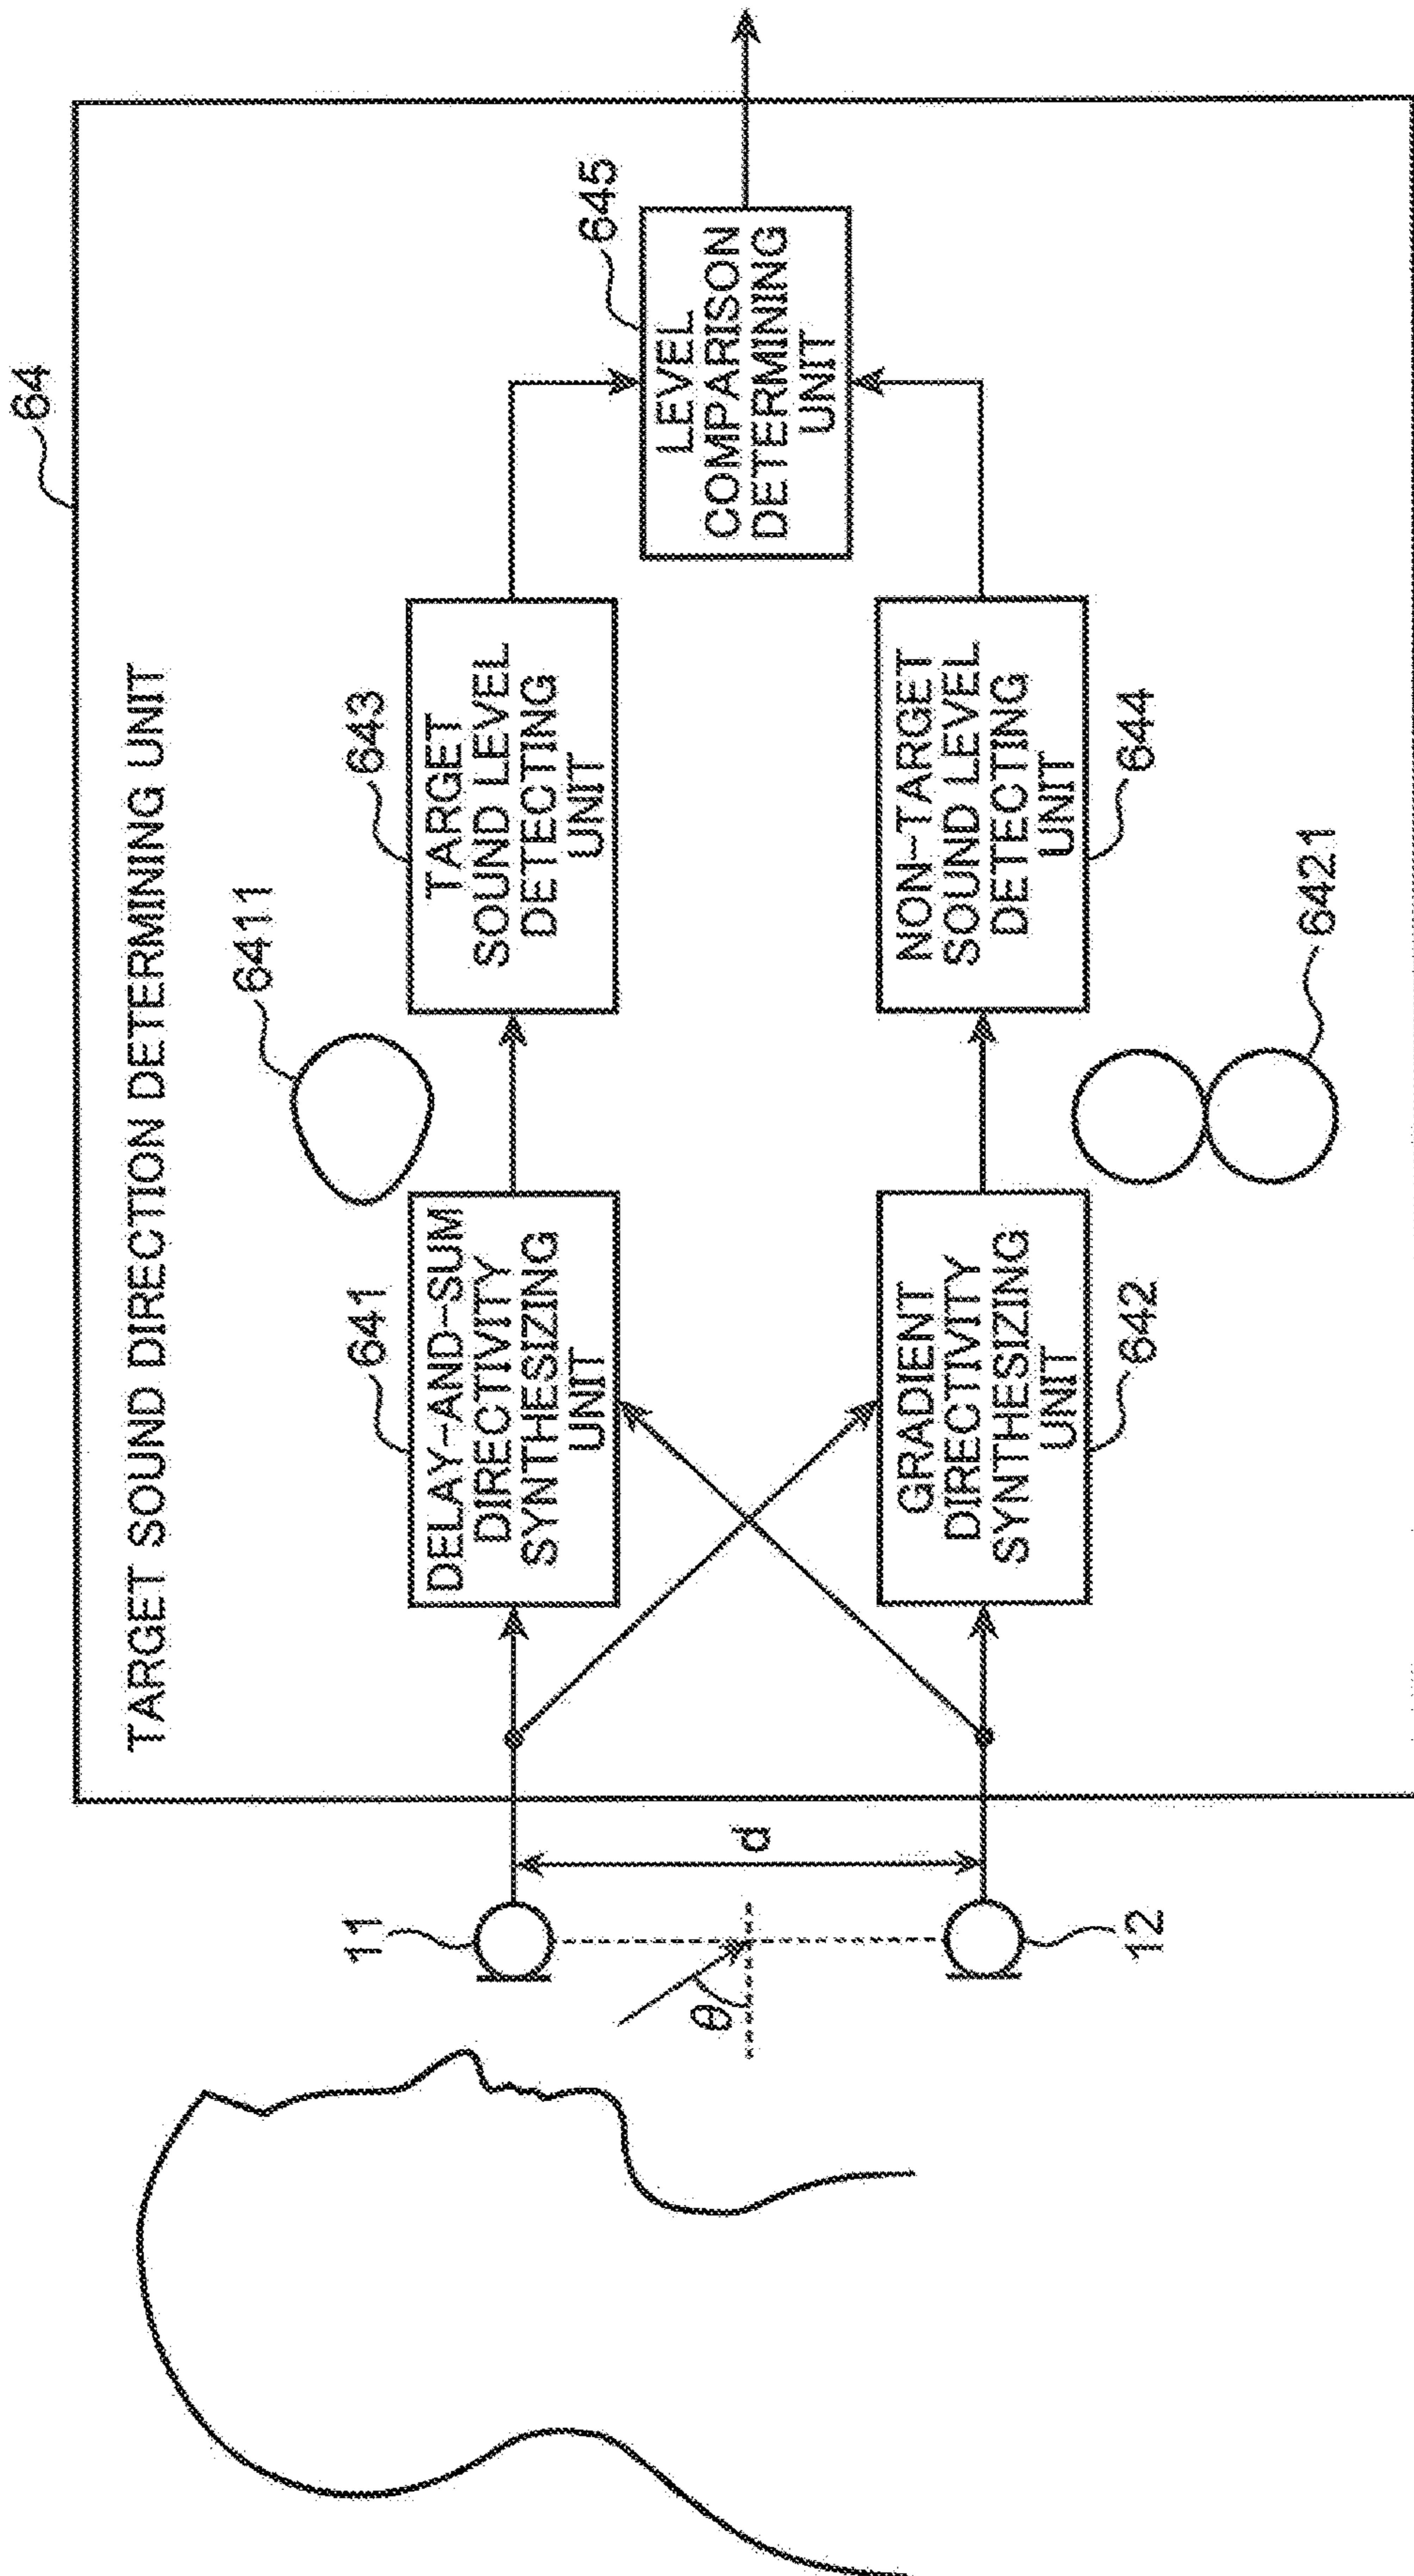 64
TARGET SOUND DIRECTION DETERMINING UNIT
6411
641
DELAY-AND-SUM
DIRECTIVITY
SYNTHESIZING
UNIT
643
TARGET
SOUND LEVEL
DETECTING
UNIT
645
LEVEL
COMPARISON
DETERMINING
UNIT
11
θ
d
12
GRADIENT
DIRECTIVITY
SYNTHESIZING
UNIT
642
NON-TARGET
SOUND LEVEL
DETECTING
UNIT
644
6421